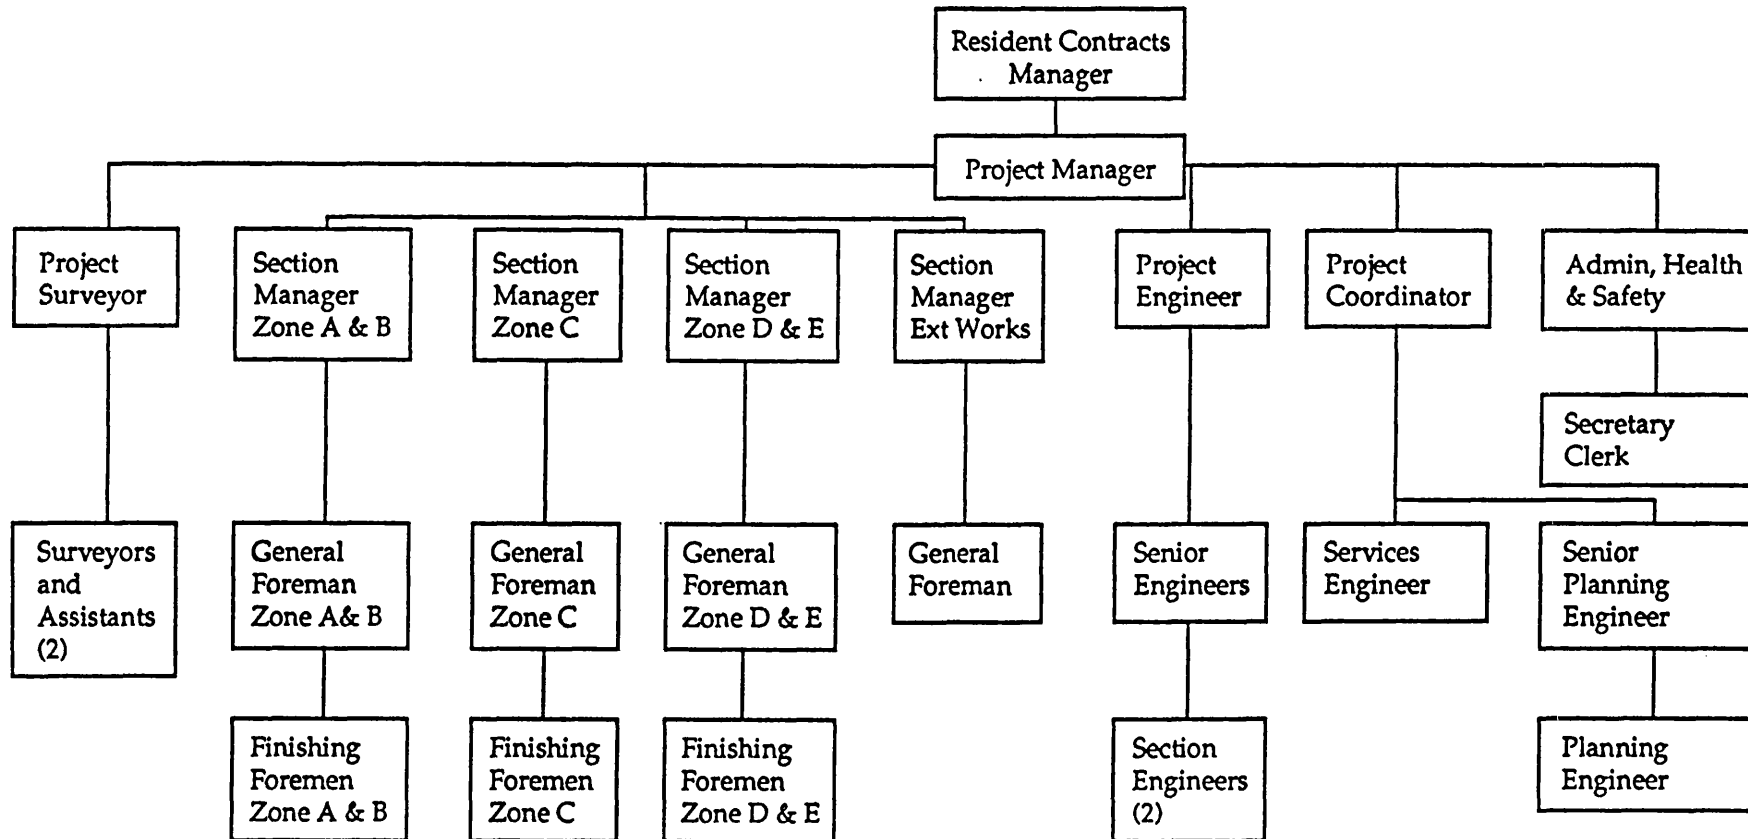 Resident Contracts
Manager
Project Manager
Project
Surveyor
Section
Manager
Zone A & B
Section
Manager
Zone C
Section
Manager
Zone D & E
Section
Manager
Ext Works
Project
Engineer
Project
Coordinator
Admin, Health
& Safety
Secretary
Clerk
Surveyors
and
Assistants
(2)
General
Foreman
Zone A& B
General
Foreman
Zone C
General
Foreman
Zone D & E
General
Foreman
Senior
Engineers
Services
Engineer
Senior
Planning
Engineer
Finishing
Foremen
Zone A & B
Finishing
Foremen
Zone C
Finishing
Foremen
Zone D & E
Section
Engineers
(2)
Planning
Engineer